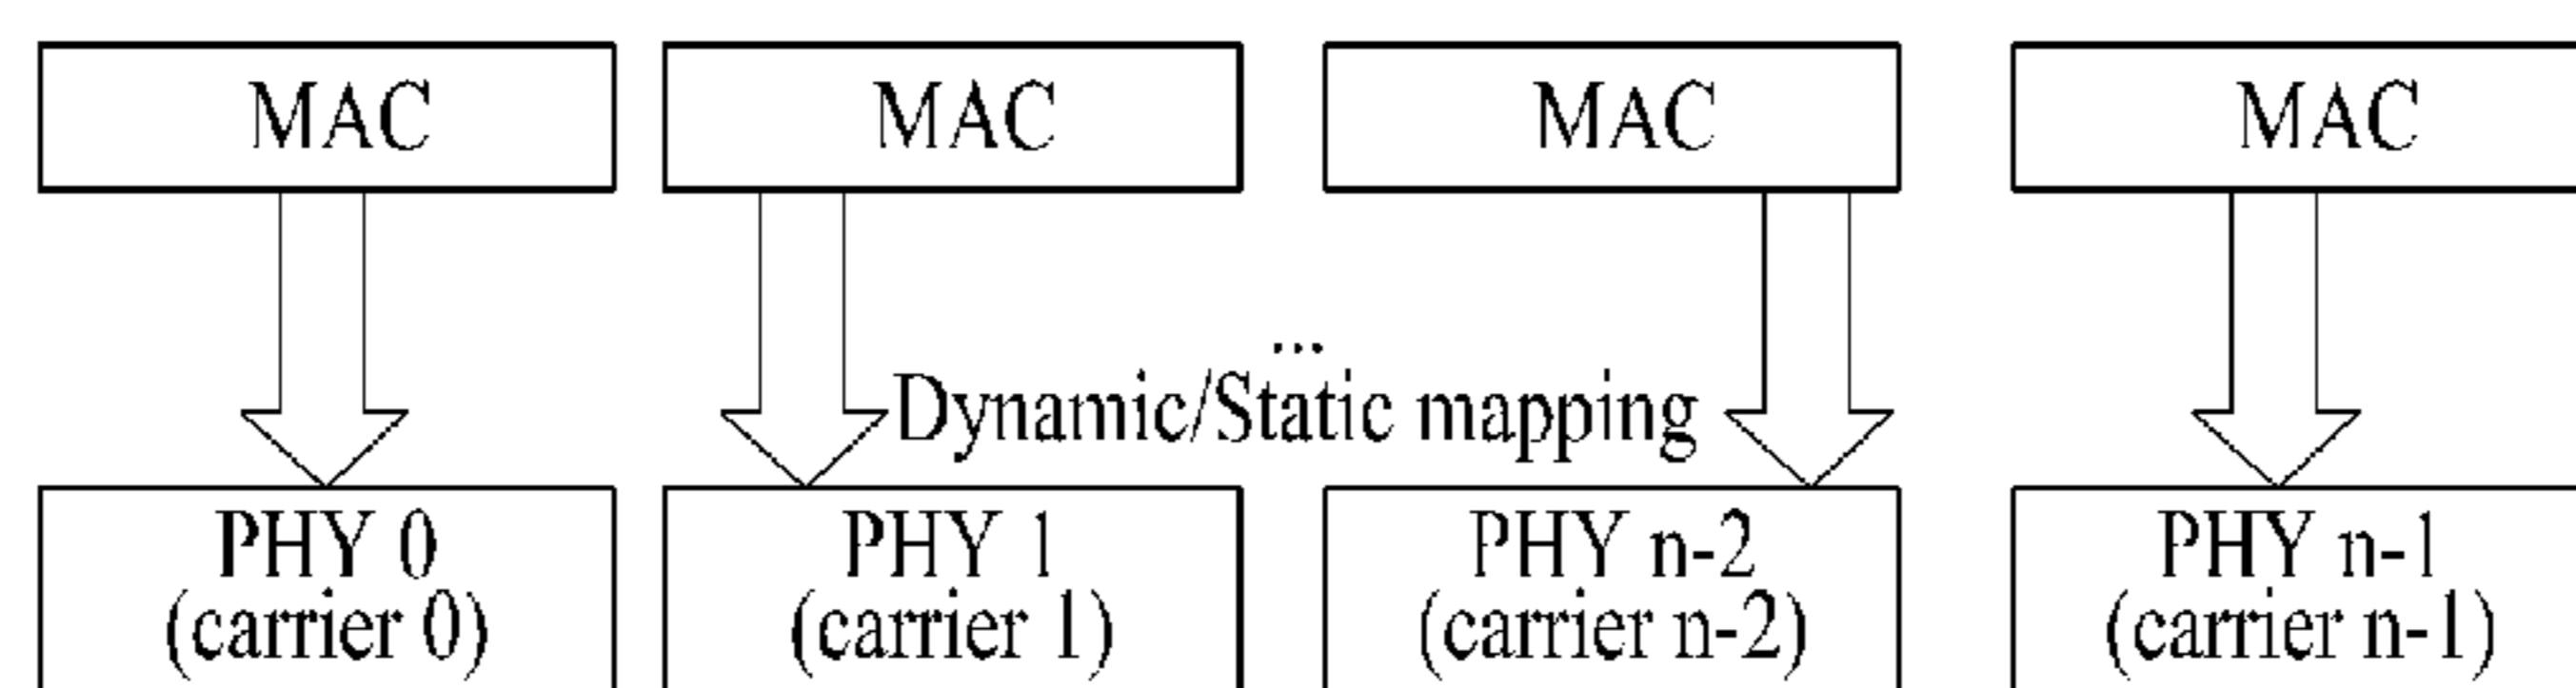 MAC
MAC
MAC
MAC
...
Dynamic/Static mapping
PHY 0
(carrier 0)
PHY 1
(carrier 1)
PHY n-2
(carrier n-2)
PHY n-1
(carrier n-1)